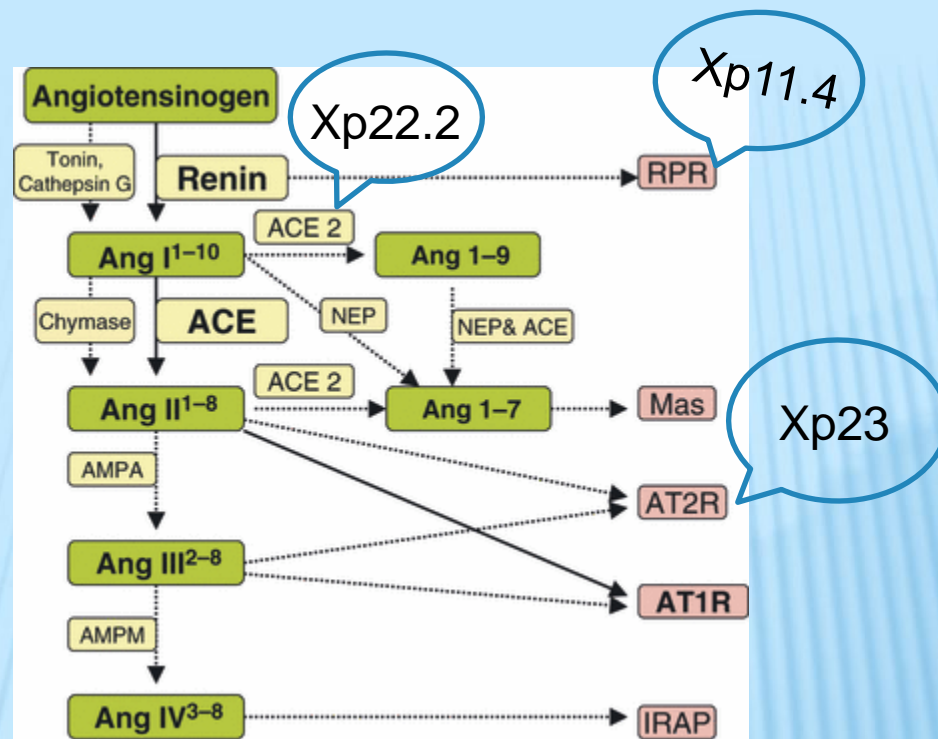 Angiotensinogen
Xp22.2
Xp11.4
Tonin,
Cathepsin G
Renin
RPR
ACE 2
Ang I¹⁻¹⁰
Ang 1–9
Chymase
ACE
NEP
NEP& ACE
ACE 2
Ang II¹⁻⁸
Ang 1–7
Mas
Xp23
AMPA
AT2R
Ang III²⁻⁸
AT1R
AMPM
Ang IV³⁻⁸
IRAP